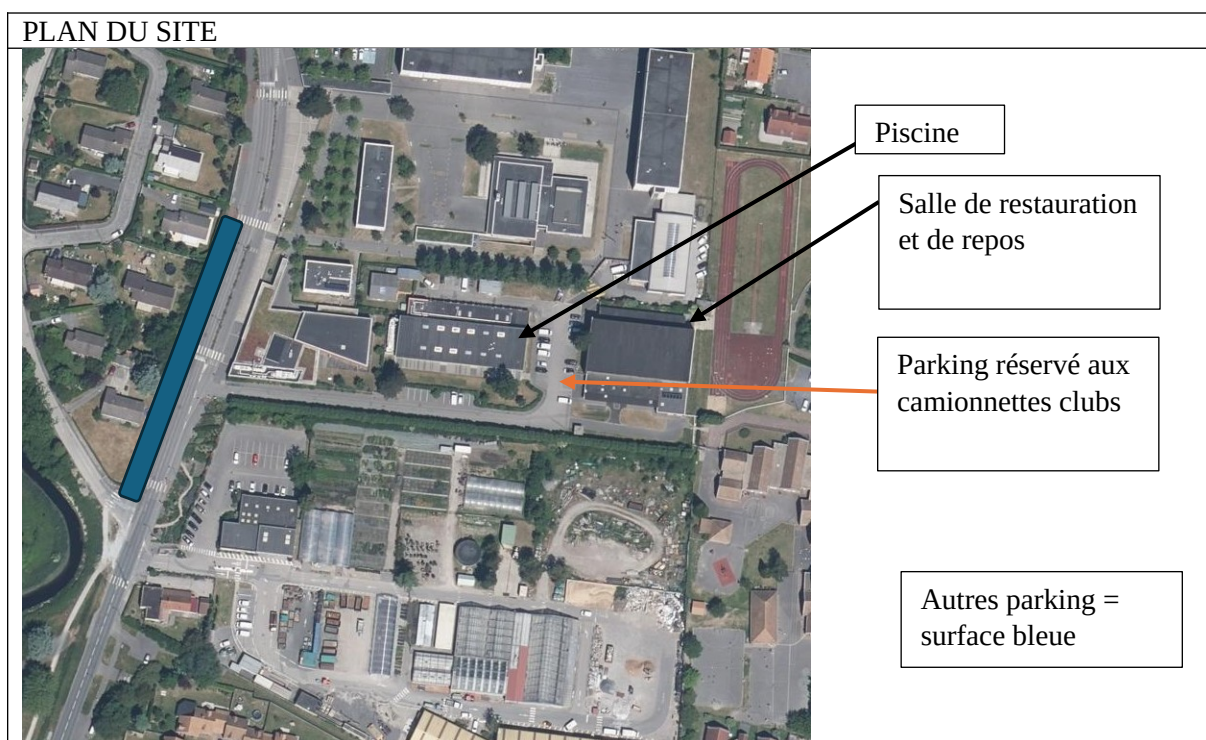 PLAN DU SITE
Piscine
Salle de restauration
et de repos
Parking réservé aux
camionnettes clubs
Autres parking =
surface bleue